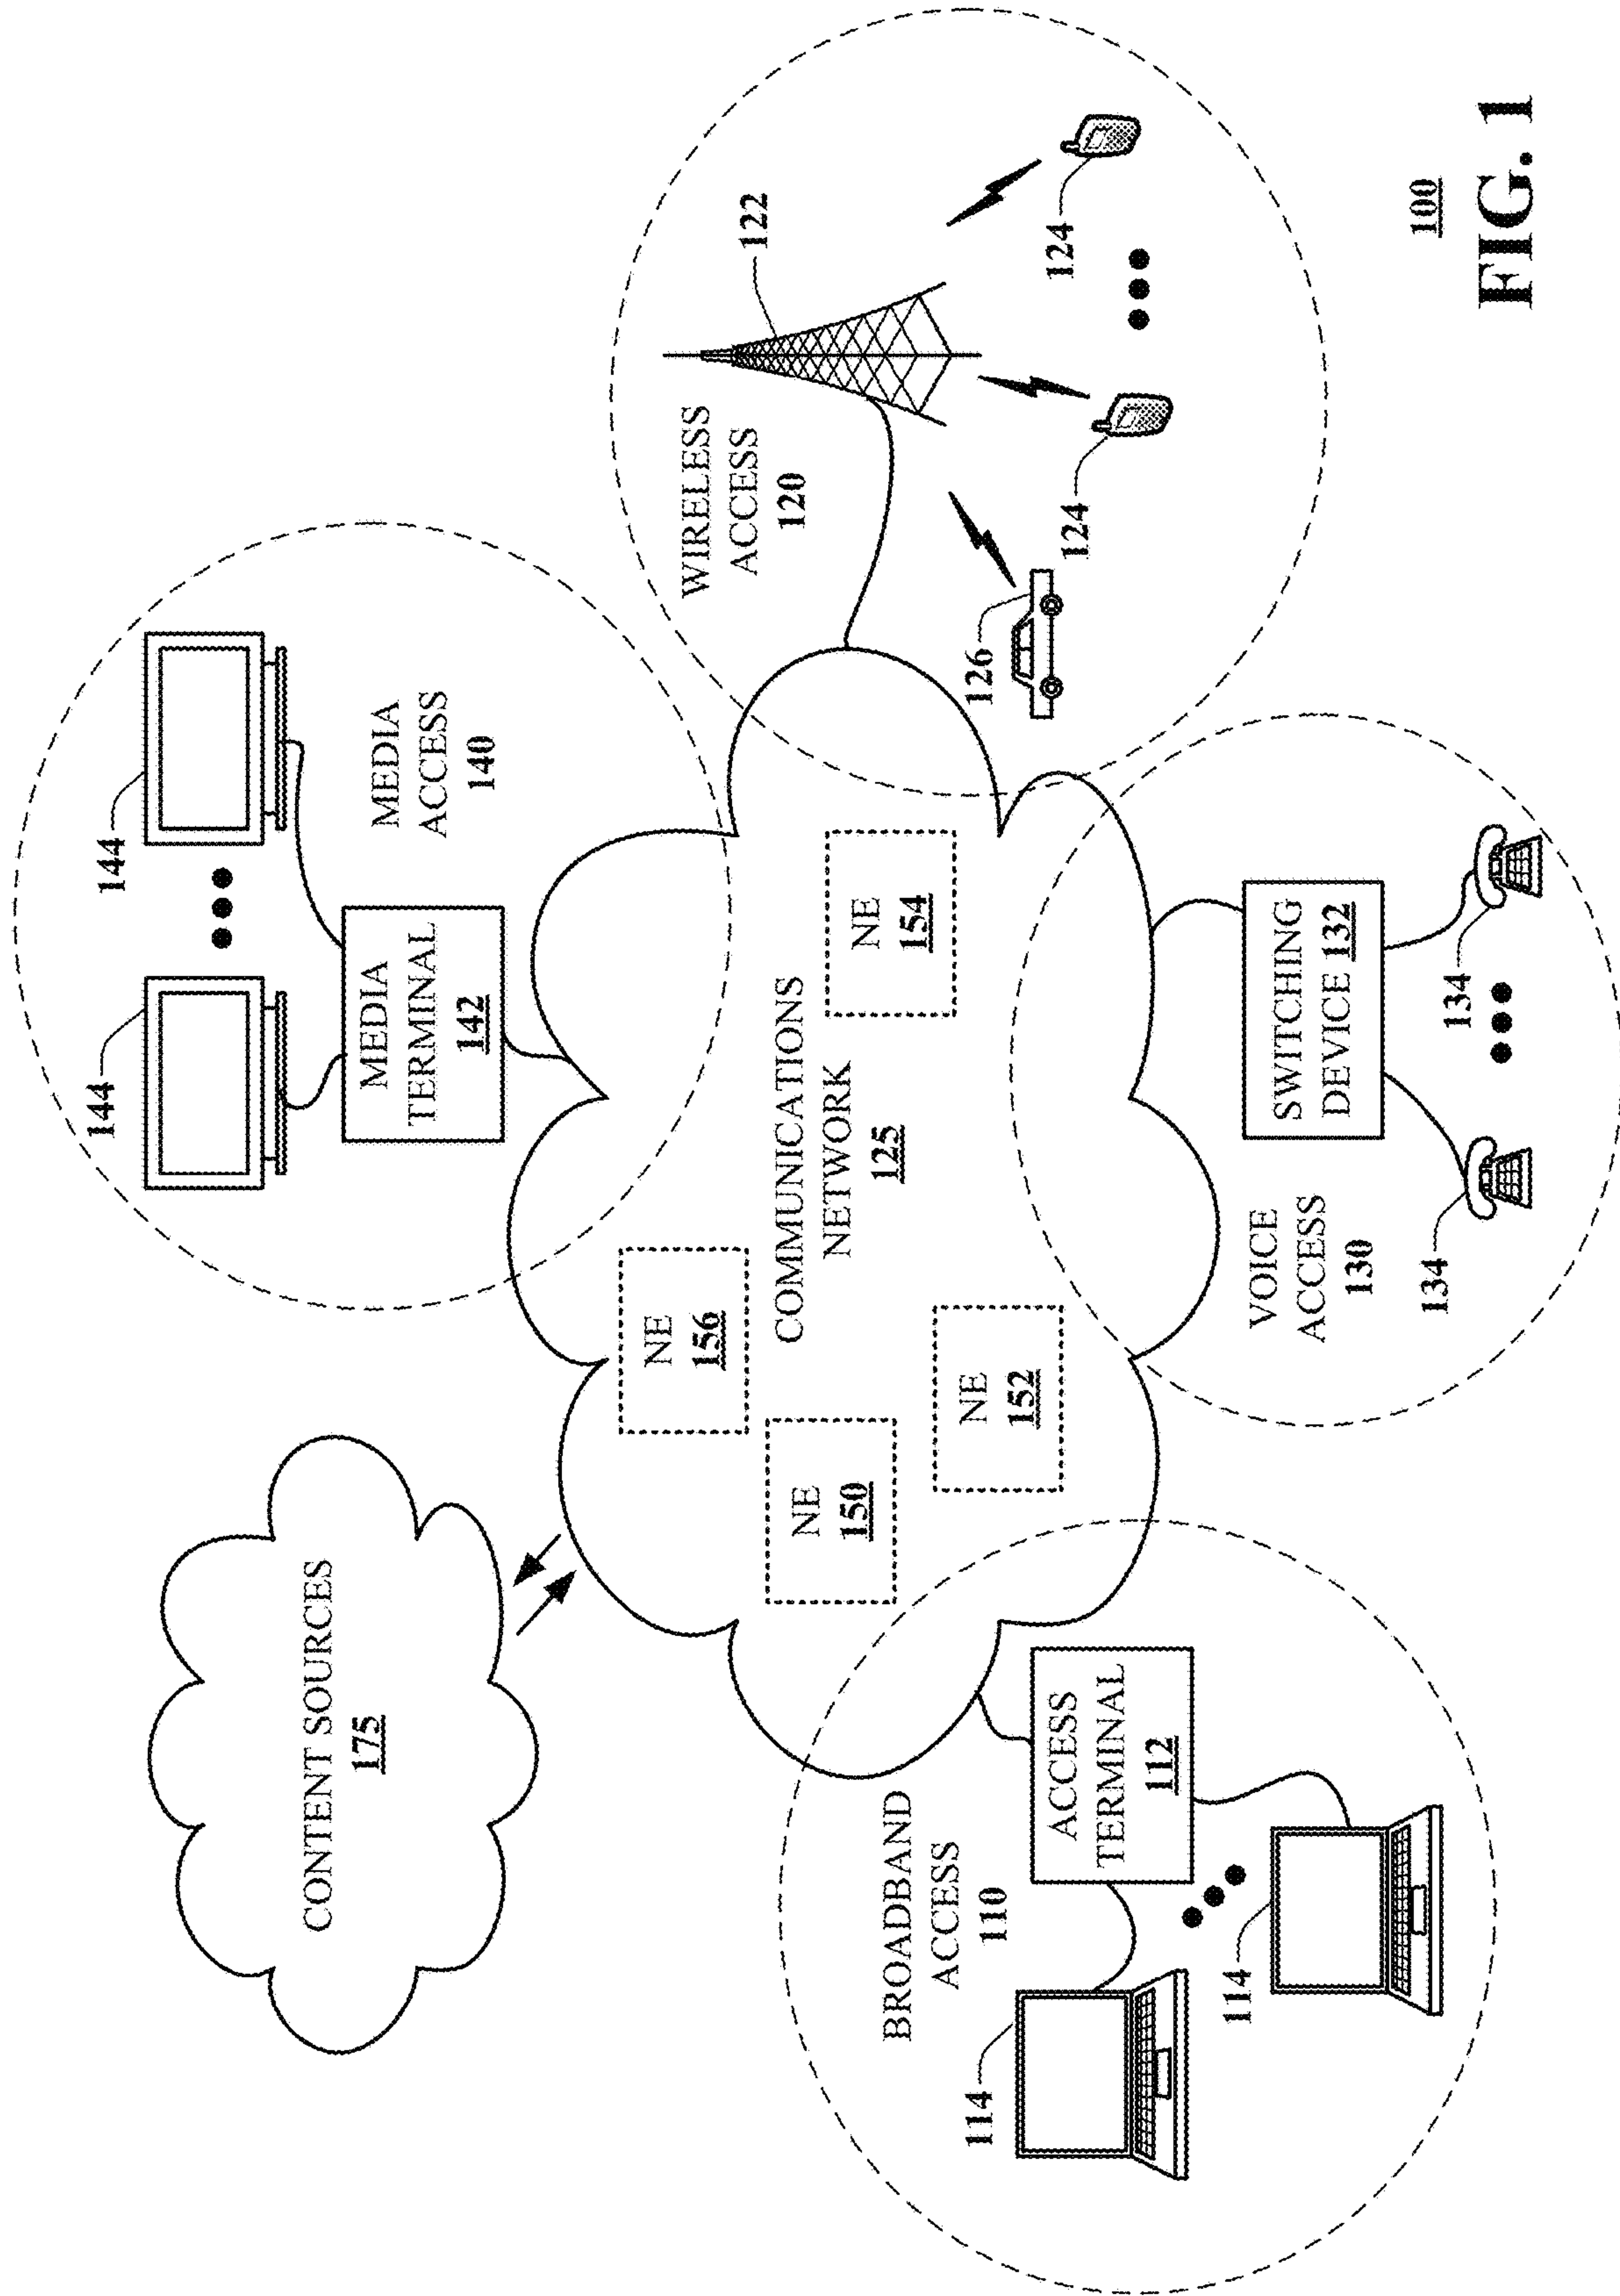 CONTENT SOURCES
175
144
144
MEDIA
TERMINAL
142
MEDIA
ACCESS
140
WIRELESS
ACCESS
120
122
BROADBAND
ACCESS
110
NE
156
NE
150
NE
152
COMMUNICATIONS
NETWORK
125
NE
154
126
124
124
114
ACCESS
TERMINAL
112
114
VOICE
ACCESS
130
SWITCHING
DEVICE 132
134
134
100
FIG. 1